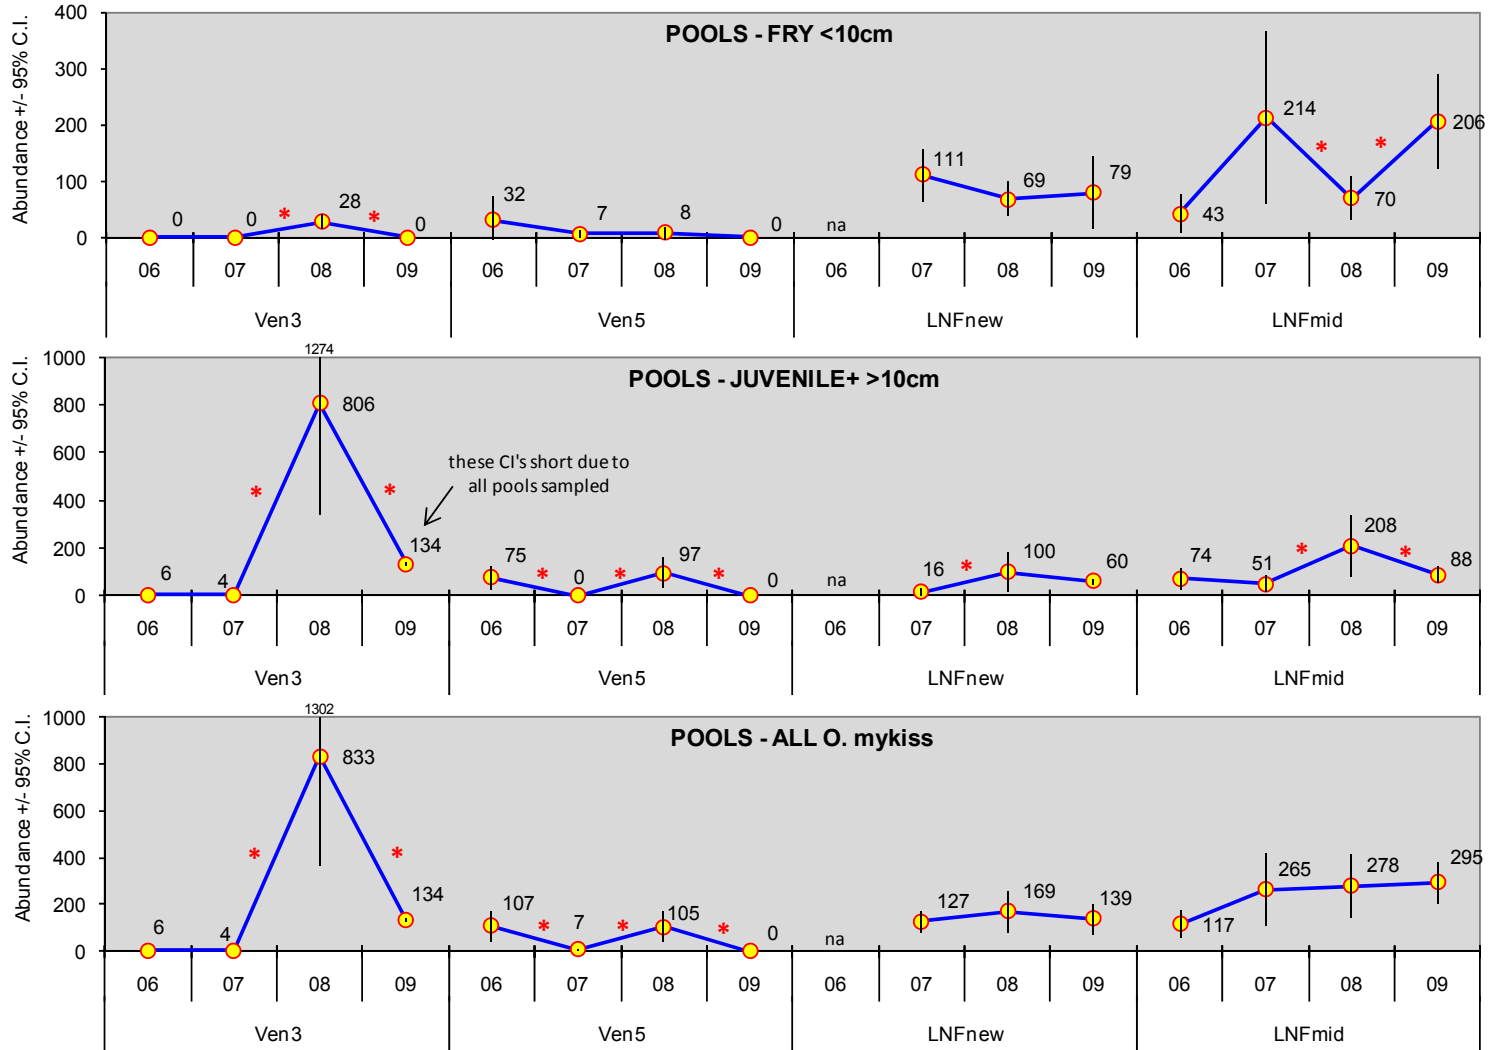 POOLS - FRY <10cm
Abundance +/- 95% C.I.
400
300
200
100
0
0 0 * 28 * 0
32 7 8 0
na 111 69 79
43 214 * 70 * 206
06 07 08 09 06 07 08 09 06 07 08 09 06 07 08 09
Ven3 Ven5 LNFnew LNFmid
POOLS - JUVENILE+ >10cm
Abundance +/- 95% C.I.
1000
800
600
400
200
0
1274
6 4 * 806 * 134
these CI's short due to
all pools sampled
75 * 0 * 97 * 0
na 16 * 100 60
74 51 * 208 * 88
06 07 08 09 06 07 08 09 06 07 08 09 06 07 08 09
Ven3 Ven5 LNFnew LNFmid
POOLS - ALL O. mykiss
Abundance +/- 95% C.I.
1000
800
600
400
200
0
1302
6 4 * 833 * 134
107 * 7 * 105 * 0
na 127 169 139
117 265 278 295
06 07 08 09 06 07 08 09 06 07 08 09 06 07 08 09
Ven3 Ven5 LNFnew LNFmid